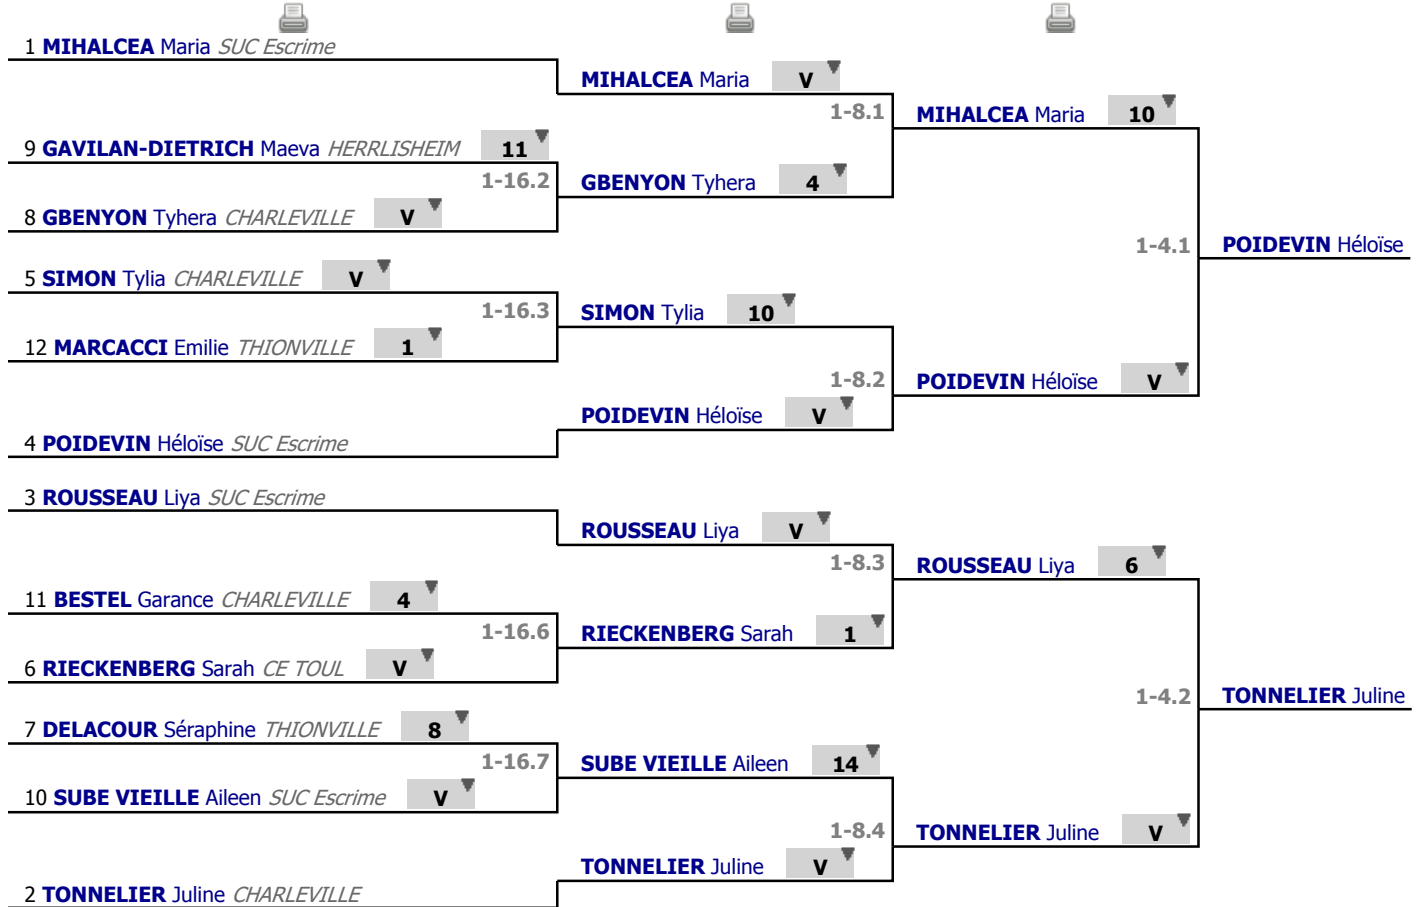 1 MIHALCEA Maria SUC Escrime
MIHALCEA Maria V
1-8.1
MIHALCEA Maria 10
9 GAVILAN-DIETRICH Maeva HERRLISHEIM 11
1-16.2
GBENYON Tyhera 4
8 GBENYON Tyhera CHARLEVILLE V
1-4.1
POIDEVIN Héloïse
5 SIMON Tylia CHARLEVILLE V
1-16.3
SIMON Tylia 10
12 MARCACCI Emilie THIONVILLE 1
1-8.2
POIDEVIN Héloïse V
POIDEVIN Héloïse V
4 POIDEVIN Héloïse SUC Escrime
3 ROUSSEAU Liya SUC Escrime
ROUSSEAU Liya V
1-8.3
ROUSSEAU Liya 6
11 BESTEL Garance CHARLEVILLE 4
1-16.6
RIECKENBERG Sarah 1
6 RIECKENBERG Sarah CE TOUL V
1-4.2
TONNELIER Juline
7 DELACOUR Séraphine THIONVILLE 8
1-16.7
SUBE VIEILLE Aileen 14
10 SUBE VIEILLE Aileen SUC Escrime V
1-8.4
TONNELIER Juline V
TONNELIER Juline V
2 TONNELIER Juline CHARLEVILLE